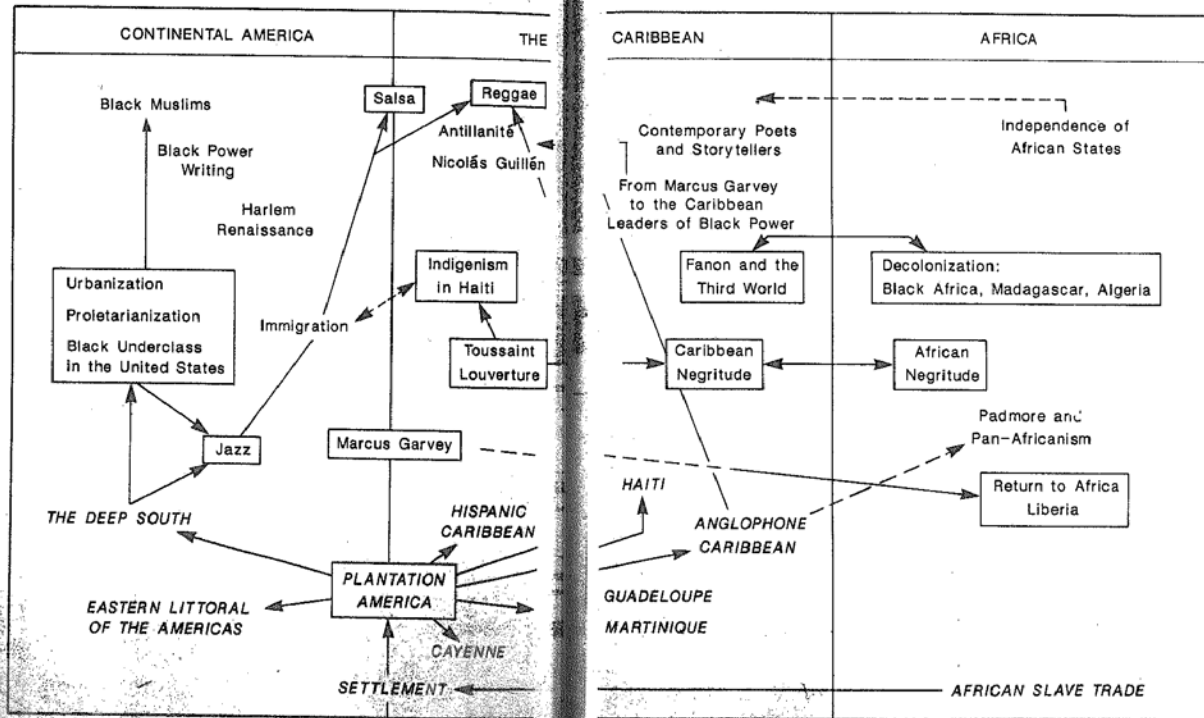 CONTINENTAL AMERICA
THE CARIBBEAN
AFRICA
Black Muslims
Black Power
Writing
Harlem
Renaissance
Salsa
Reggae
Antillanité
Nicolás Guillén
Contemporary Poets
and Storytellers
Independence of
African States
From Marcus Garvey
to the Caribbean
Leaders of Black Power
Urbanization
Proletarianization
Black Underclass
in the United States
Immigration
Indigenism
in Haiti
Toussaint
Louverture
Fanon and the
Third World
Decolonization:
Black Africa, Madagascar, Algeria
Caribbean
Negritude
African
Negritude
Jazz
Marcus Garvey
Padmore and
Pan-Africanism
Return to Africa
Liberia
THE DEEP SOUTH
HISPANIC
CARIBBEAN
HAITI
ANGLOPHONE
CARIBBEAN
PLANTATION
AMERICA
EASTERN LITTORAL
OF THE AMERICAS
GUADELOUPE
MARTINIQUE
CAYENNE
SETTLEMENT
AFRICAN SLAVE TRADE